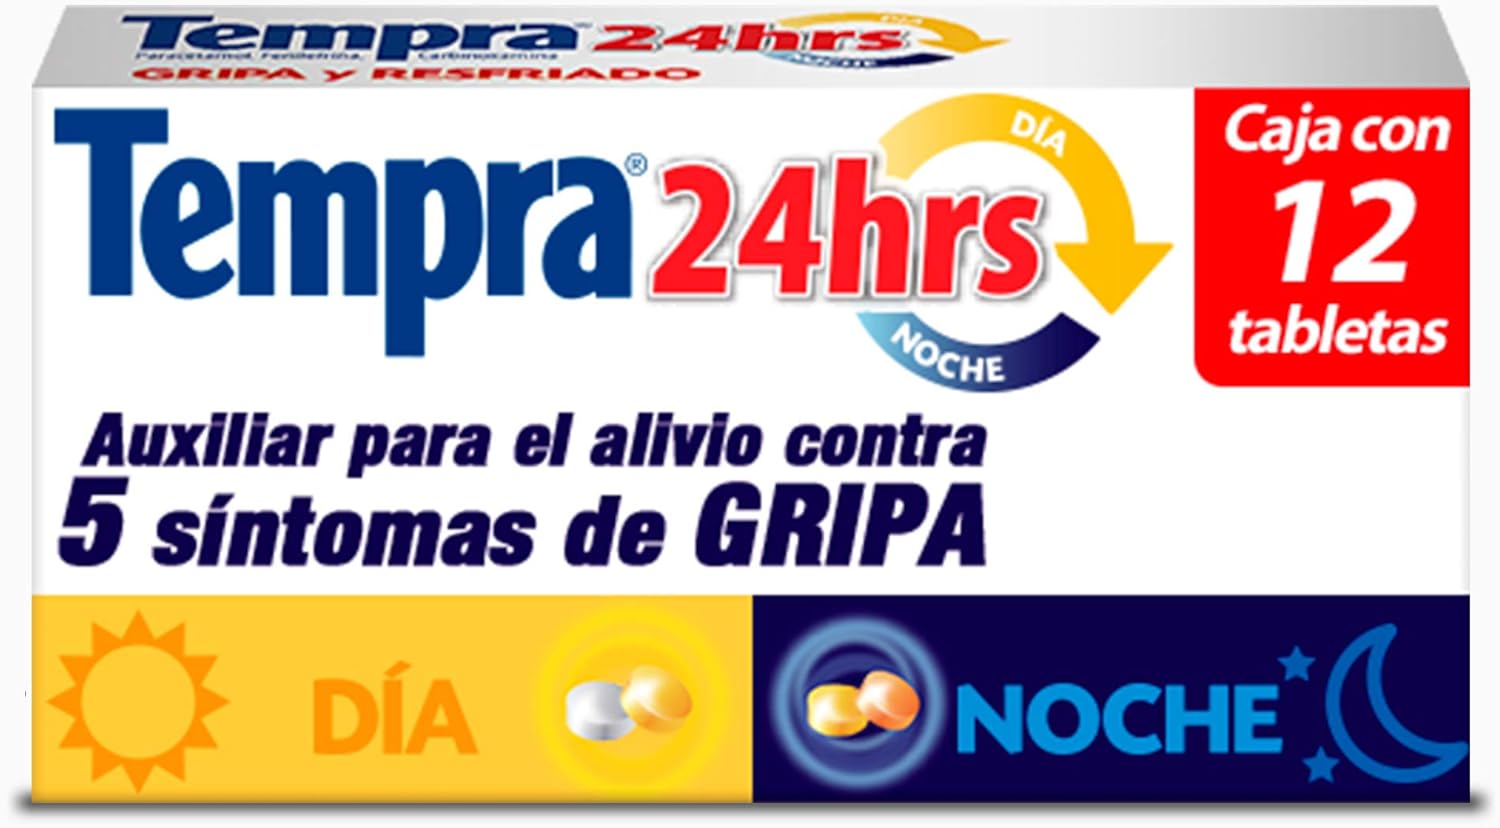 Tempra 24hrs DÍA
Paracetamol, Fenilefrina, Carbinoxamina NOCHE
GRIPA y RESFRIADO
Tempra® 24hrs
DÍA
NOCHE
Caja con
12
tabletas
Auxiliar para el alivio contra
5 síntomas de GRIPA
DÍA
NOCHE